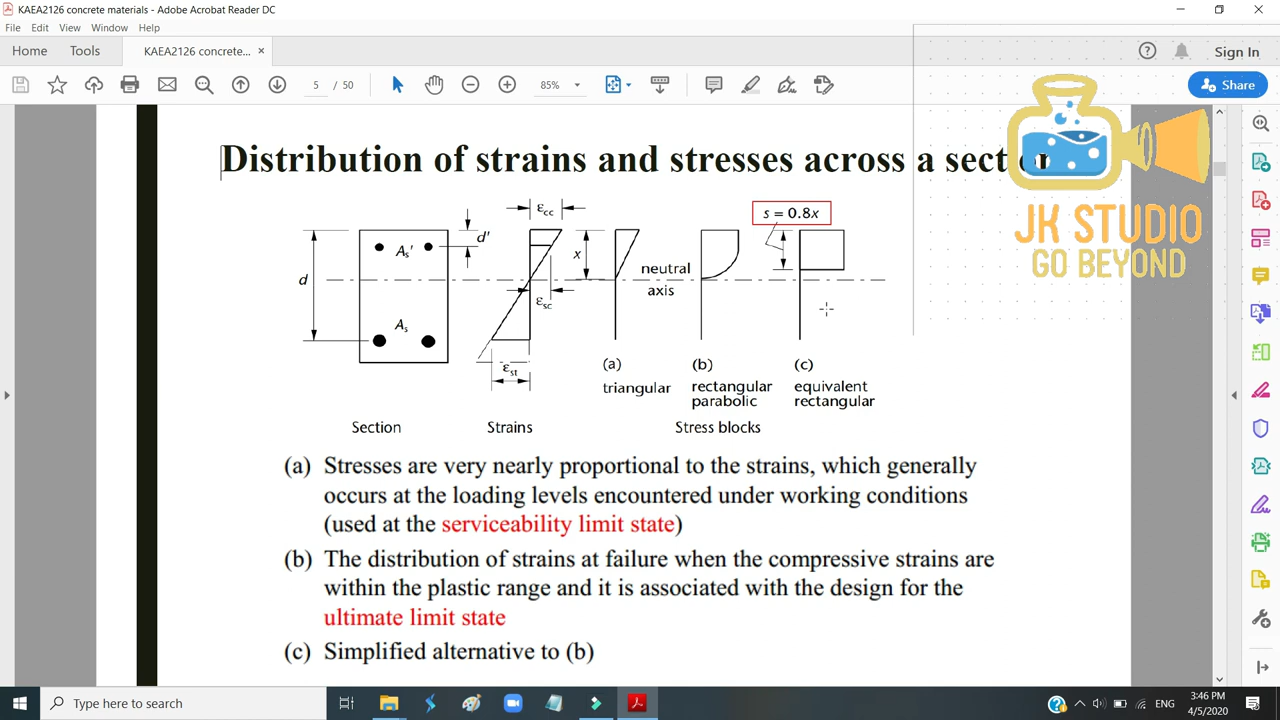 KAEA2126 concrete materials - Adobe Acrobat Reader DC
File Edit View Window Help
Home Tools KAEA2126 concrete... × Sign In
5 / 50 85% Share
Distribution of strains and stresses across a section
JK STUDIO
GO BEYOND
εcc
s = 0.8x
d'
As'
x
neutral
axis
d
εsc
As
εst
(a) (b) (c)
triangular rectangular equivalent
parabolic rectangular
Section Strains Stress blocks
(a) Stresses are very nearly proportional to the strains, which generally
occurs at the loading levels encountered under working conditions
(used at the serviceability limit state)
(b) The distribution of strains at failure when the compressive strains are
within the plastic range and it is associated with the design for the
ultimate limit state
(c) Simplified alternative to (b)
Type here to search
ENG
3:46 PM
4/5/2020